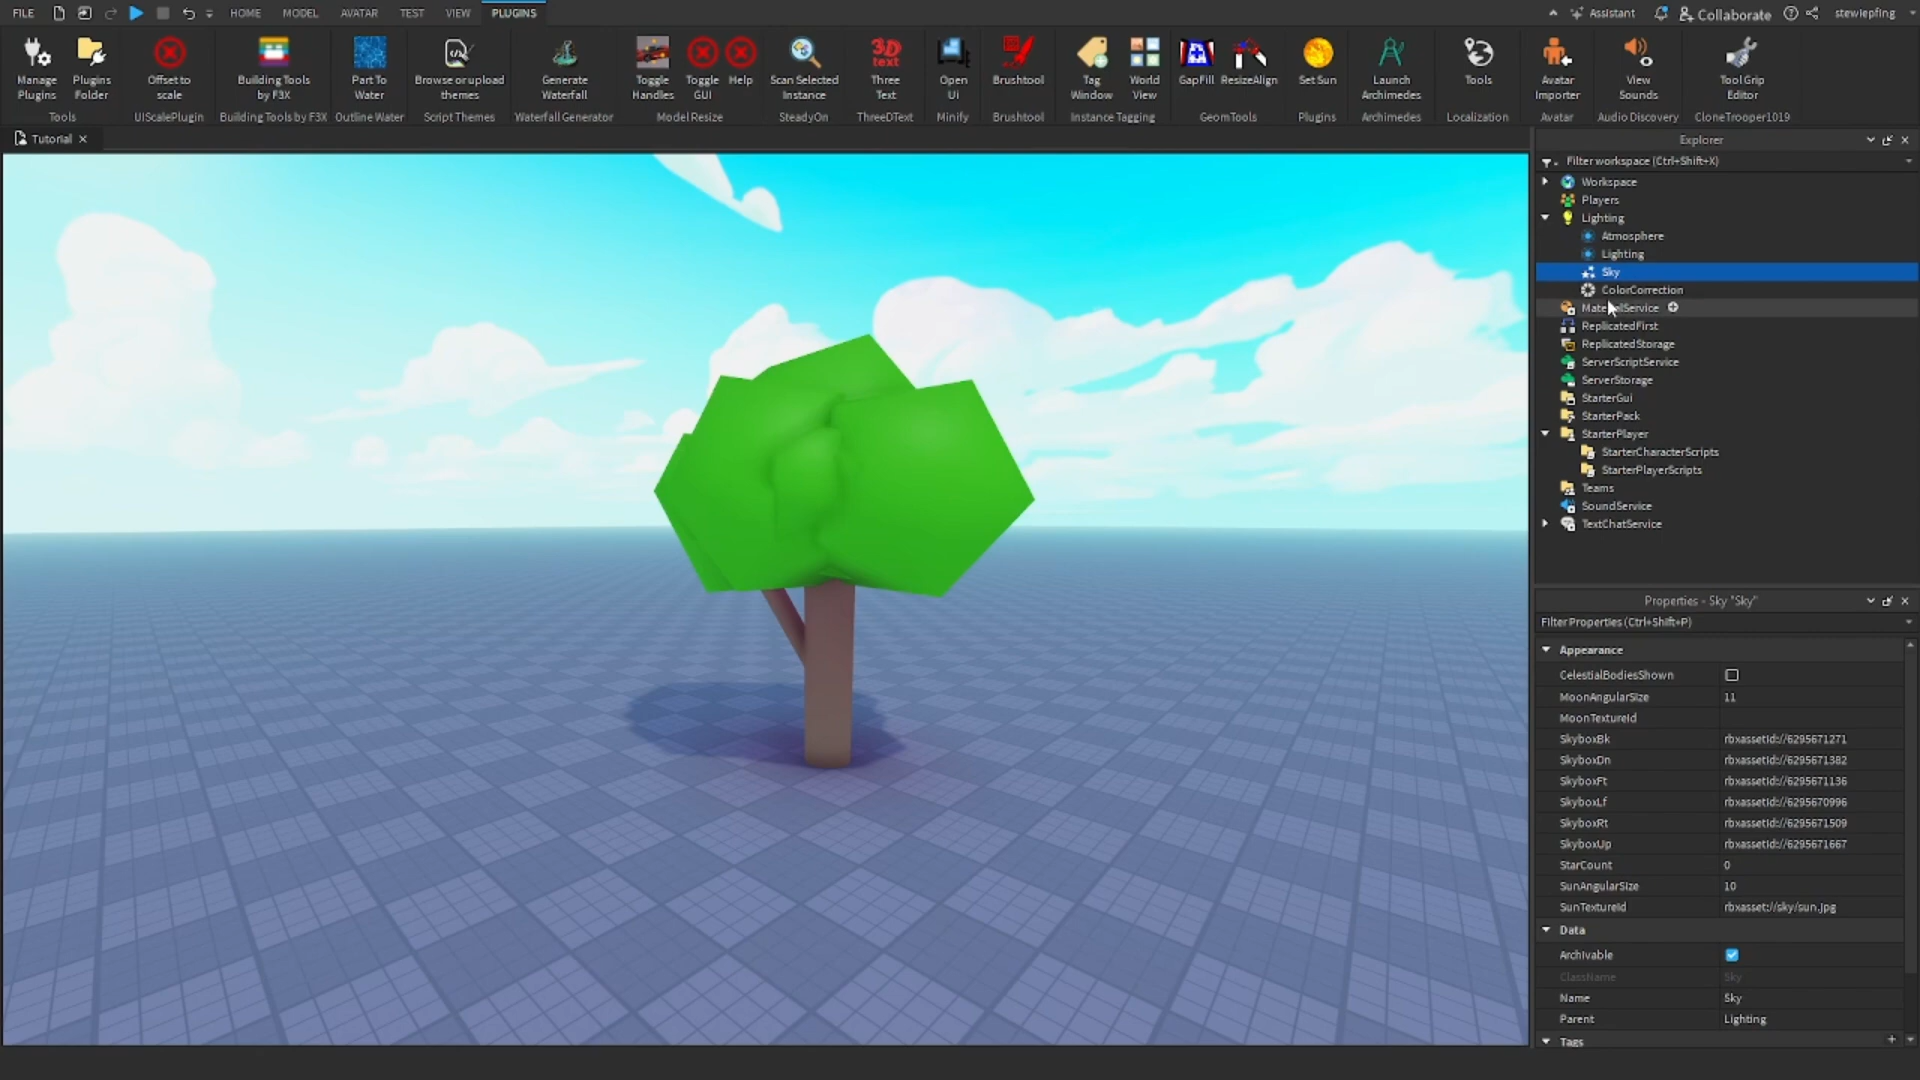 FILE HOME MODEL AVATAR TEST VIEW PLUGINS Assistant Collaborate stewiepfing
Manage Plugins
Plugins Folder
Tools
Offset to scale
UIScalePlugin
Building Tools by F3X
Building Tools by F3X
Part To Water
Outline Water
Browse or upload themes
Script Themes
Generate Waterfall
Waterfall Generator
Toggle Handles
Toggle GUI
Help
Model Resize
Scan Selected Instance
SteadyOn
3D text
Three Text
ThreeDText
Open Ui
Minify
Brushtool
Brushtool
Tag Window
World View
Instance Tagging
GapFill
ResizeAlign
GeomTools
Set Sun
Plugins
Launch Archimedes
Archimedes
Tools
Localization
Avatar Importer
Avatar
View Sounds
Audio Discovery
Tool Grip Editor
CloneTrooper1019
Tutorial
Explorer
Filter workspace (Ctrl+Shift+X)
Workspace
Players
Lighting
Atmosphere
Lighting
Sky
ColorCorrection
MaterialService
ReplicatedFirst
ReplicatedStorage
ServerScriptService
ServerStorage
StarterGui
StarterPack
StarterPlayer
StarterCharacterScripts
StarterPlayerScripts
Teams
SoundService
TextChatService
Properties - Sky "Sky"
Filter Properties (Ctrl+Shift+P)
Appearance
CelestialBodiesShown
MoonAngularSize 11
MoonTextureId
SkyboxBk rbxassetid://6295671271
SkyboxDn rbxassetid://6295671382
SkyboxFt rbxassetid://6295671136
SkyboxLf rbxassetid://6295670996
SkyboxRt rbxassetid://6295671509
SkyboxUp rbxassetid://6295671667
StarCount 0
SunAngularSize 10
SunTextureId rbxasset://sky/sun.jpg
Data
Archivable
ClassName Sky
Name Sky
Parent Lighting
Tags